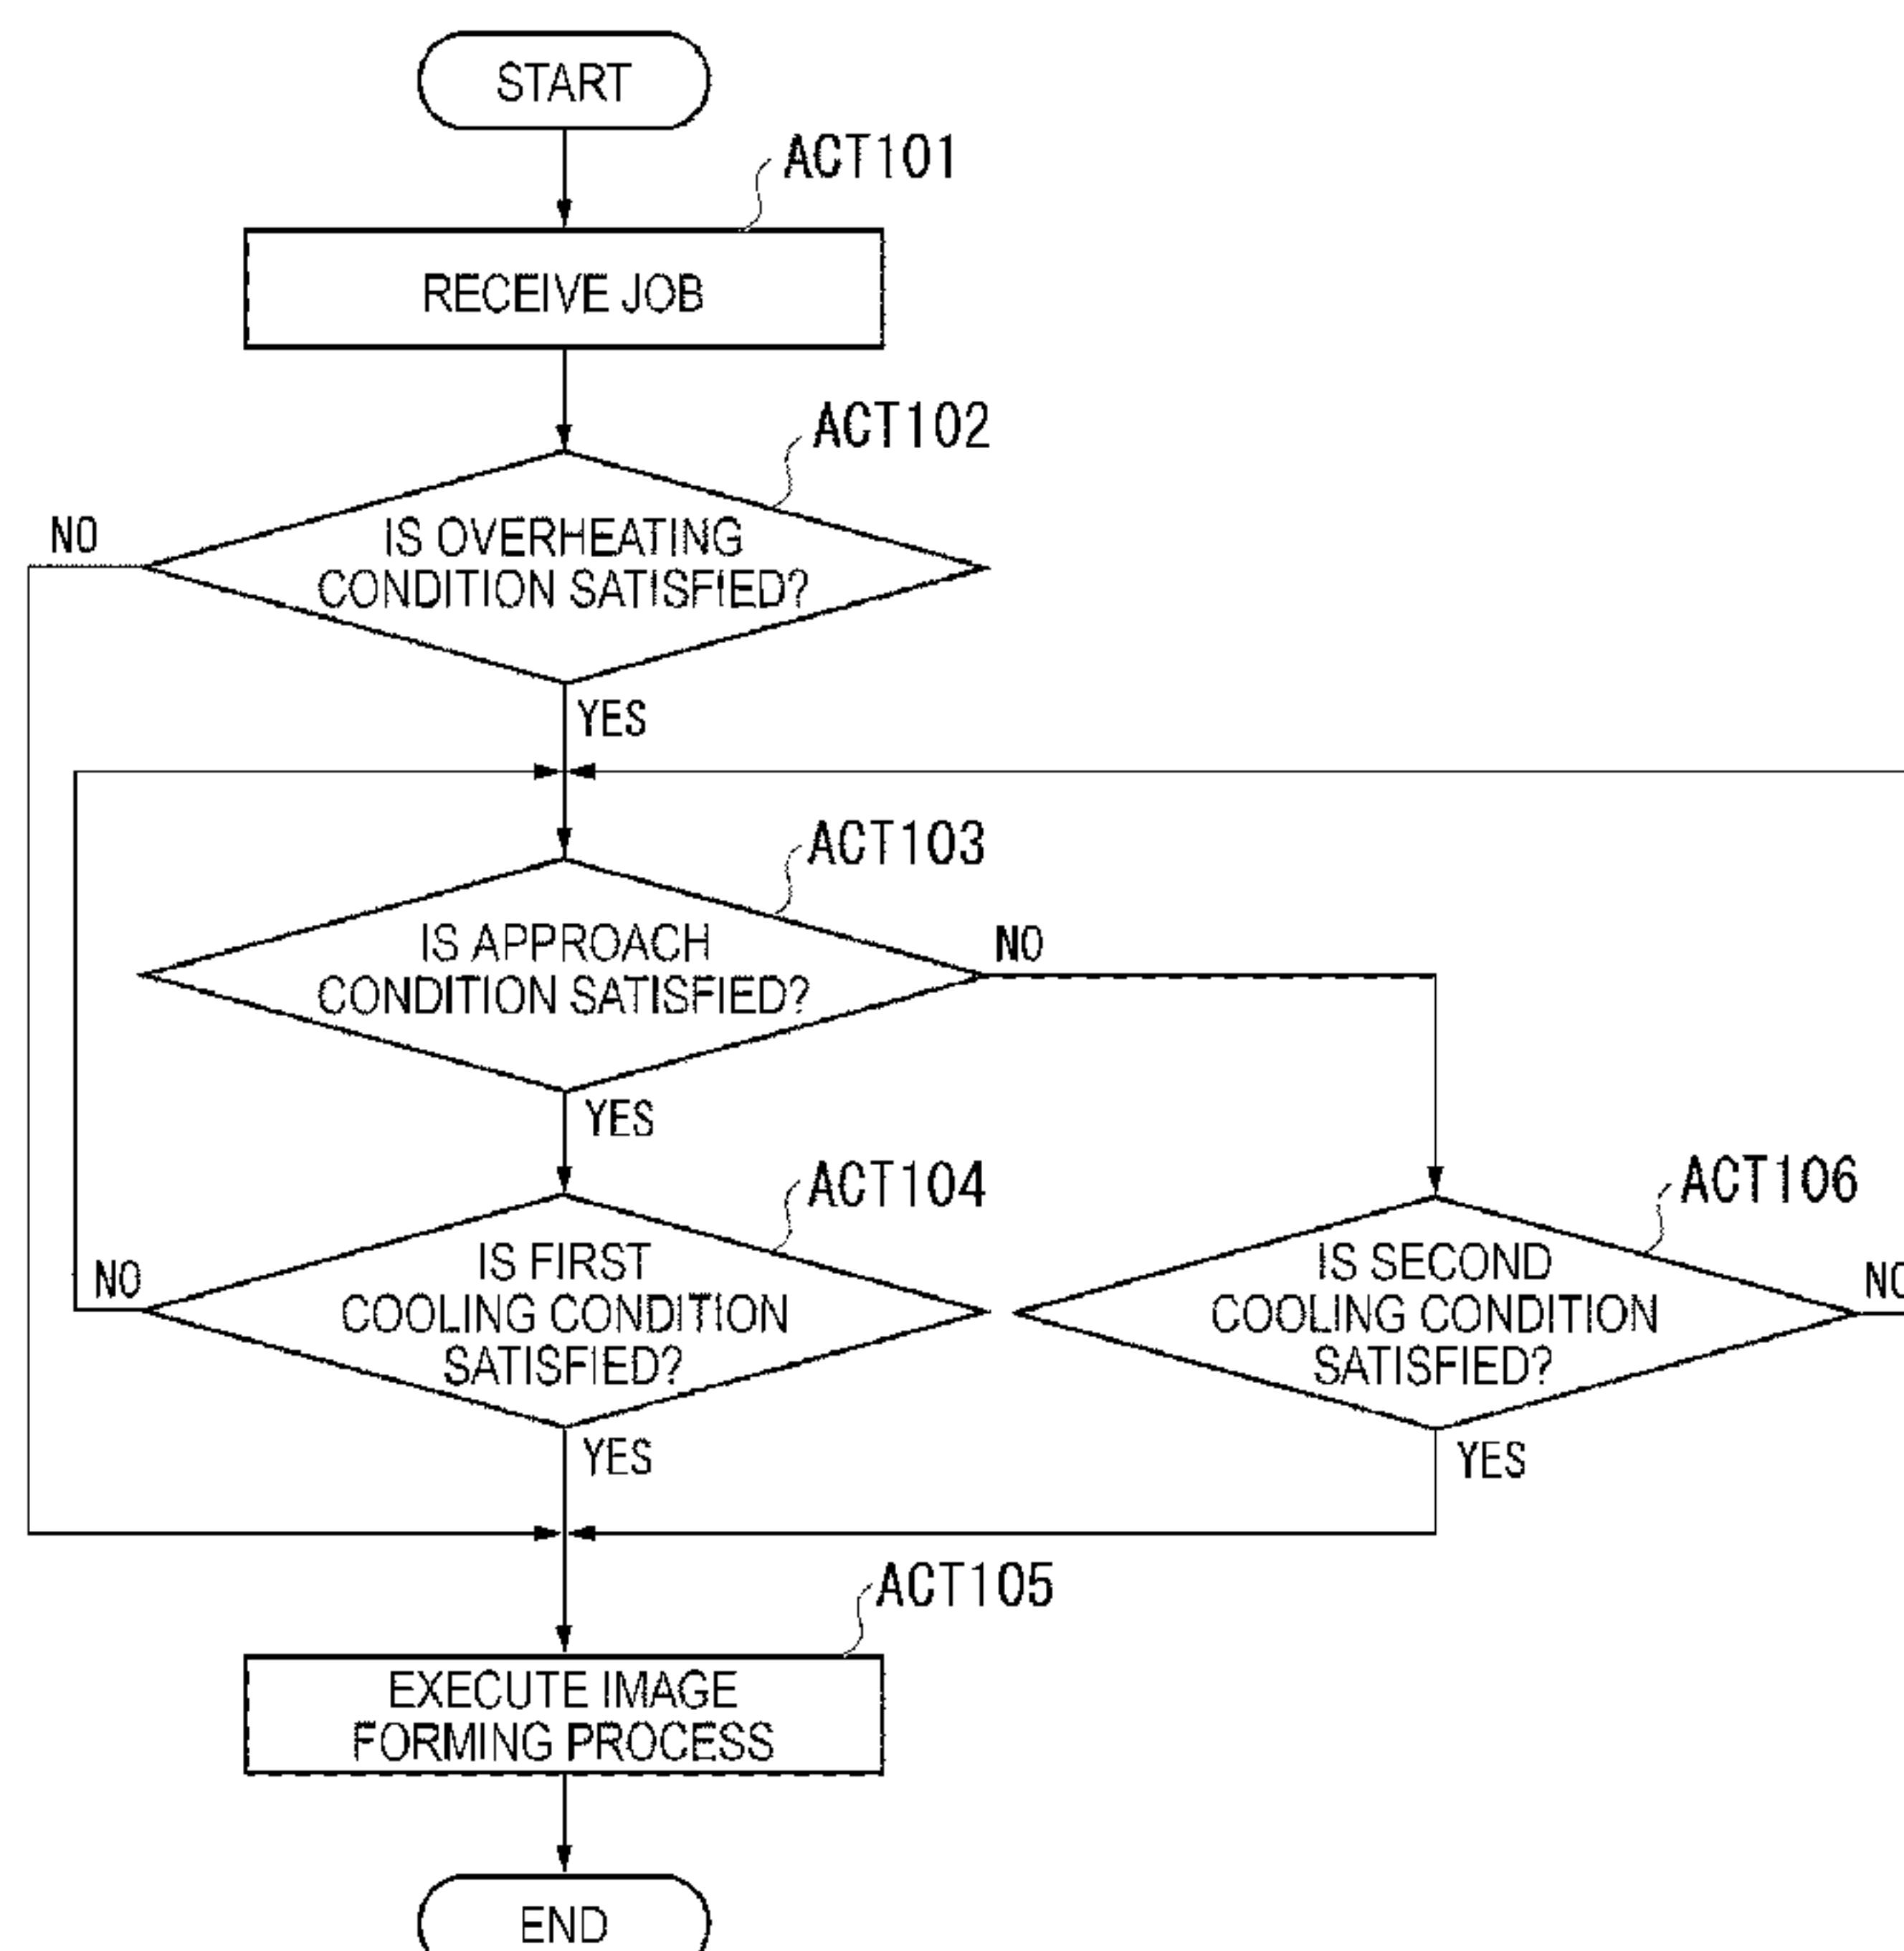 START
ACT101
RECEIVE JOB
ACT102
NO
IS OVERHEATING
CONDITION SATISFIED?
YES
ACT103
IS APPROACH
CONDITION SATISFIED?
NO
YES
ACT104
ACT106
NO
IS FIRST
COOLING CONDITION
SATISFIED?
IS SECOND
COOLING CONDITION
SATISFIED?
NO
YES
YES
ACT105
EXECUTE IMAGE
FORMING PROCESS
END